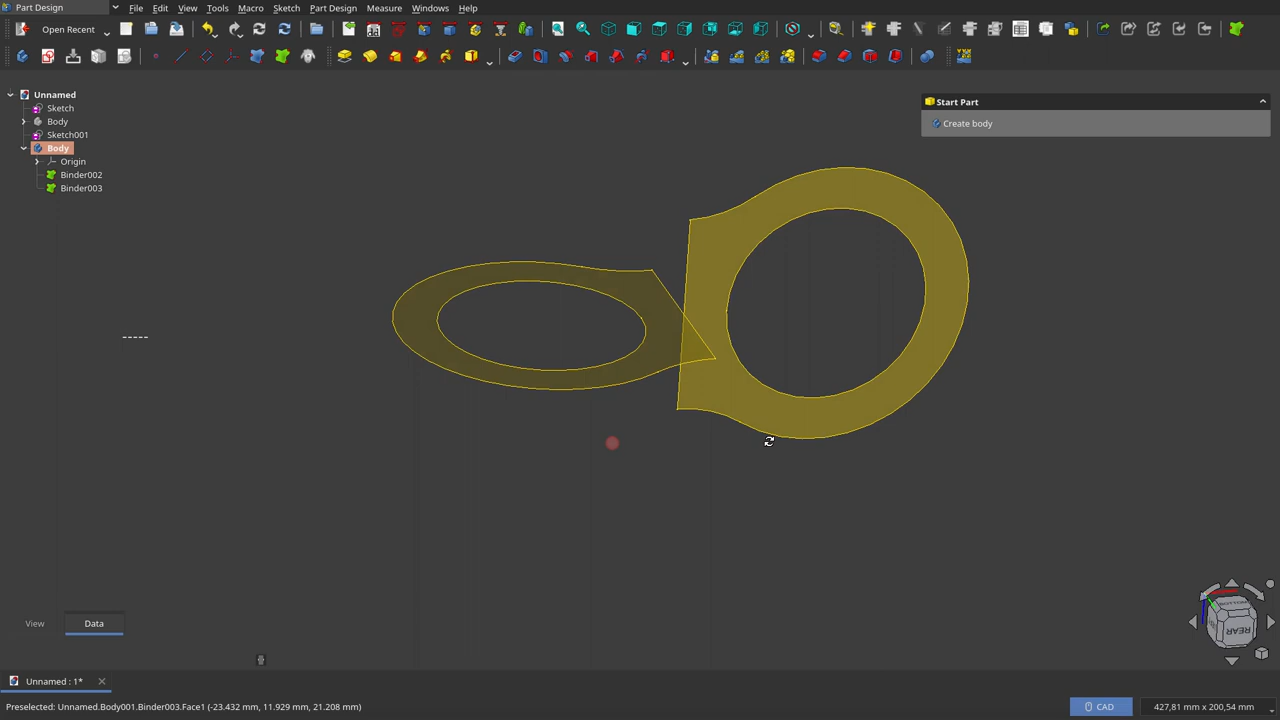 Part Design File Edit View Tools Macro Sketch Part Design Measure Windows Help
Open Recent
Unnamed
Sketch
Body
Sketch001
Body
Origin
Binder002
Binder003
Start Part
Create body
REAR
View Data
Unnamed : 1*
Preselected: Unnamed.Body001.Binder003.Face1 (-23.432 mm, 11.929 mm, 21.208 mm) CAD 427,81 mm x 200,54 mm